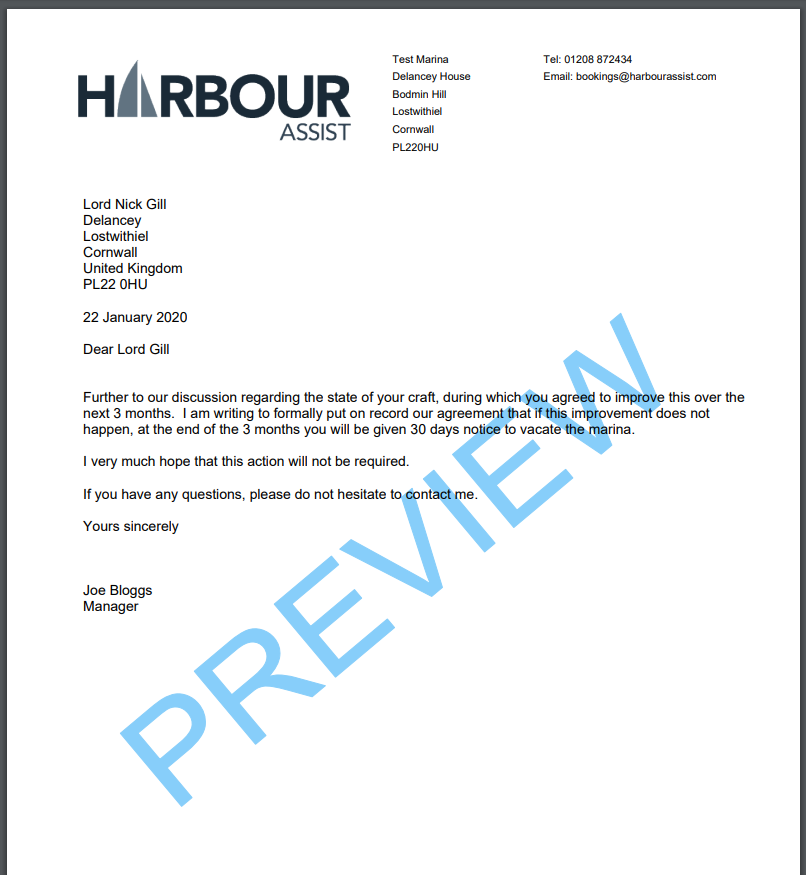 HARBOUR
ASSIST
Test Marina
Delancey House
Bodmin Hill
Lostwithiel
Cornwall
PL220HU
Tel: 01208 872434
Email: bookings@harbourassist.com
Lord Nick Gill
Delancey
Lostwithiel
Cornwall
United Kingdom
PL22 0HU
22 January 2020
Dear Lord Gill
Further to our discussion regarding the state of your craft, during which you agreed to improve this over the
next 3 months.  I am writing to formally put on record our agreement that if this improvement does not
happen, at the end of the 3 months you will be given 30 days notice to vacate the marina.
I very much hope that this action will not be required.
If you have any questions, please do not hesitate to contact me.
Yours sincerely
Joe Bloggs
Manager
PREVIEW